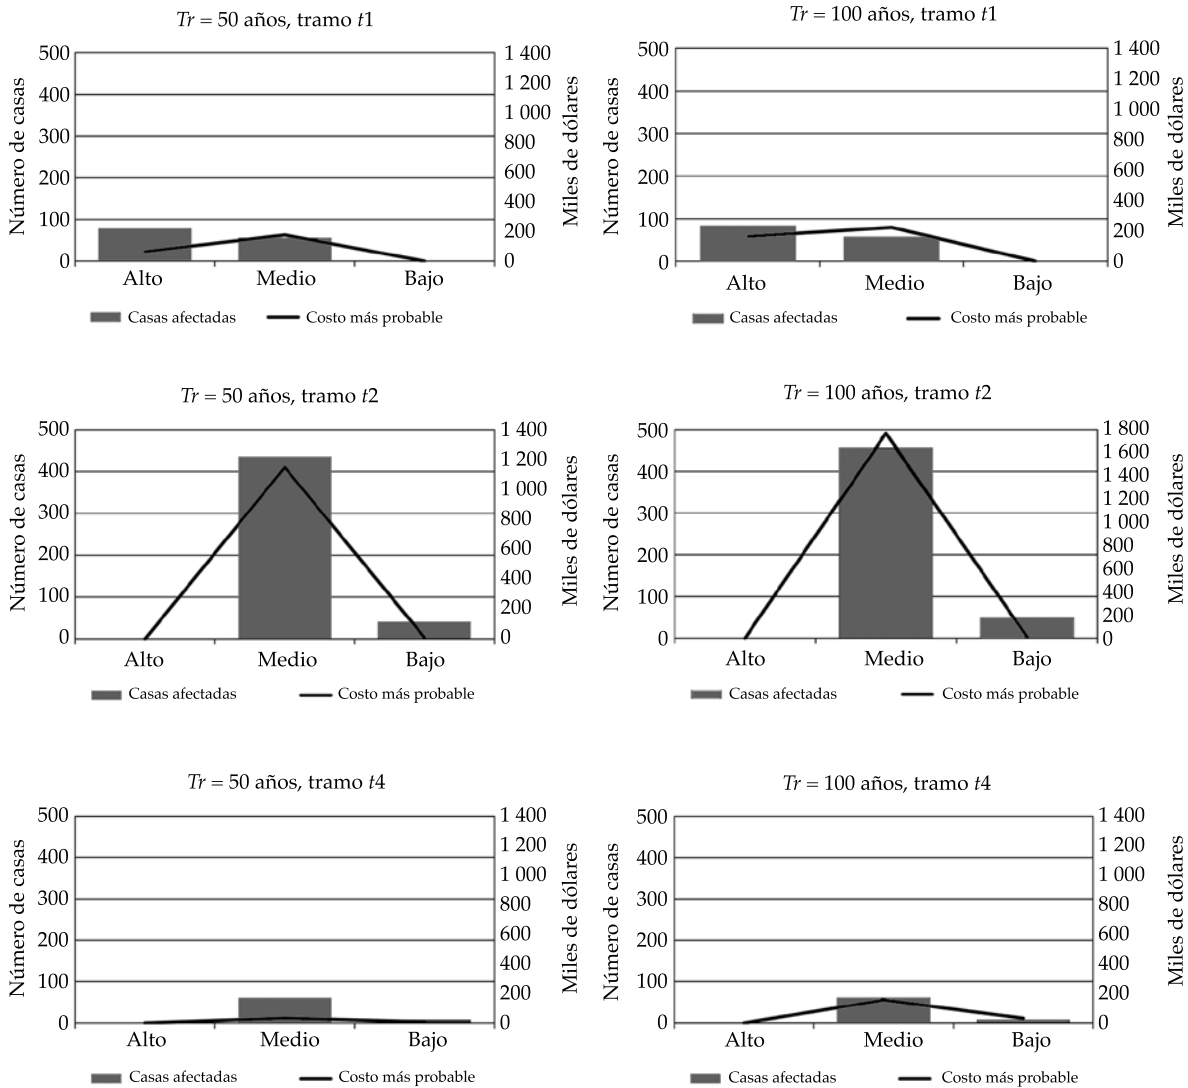 Tr = 50 años, tramo t1
Número de casas
500
400
300
200
100
0
1 400
1 200
1 000
800
600
400
200
0
Miles de dólares
Alto Medio Bajo
Casas afectadas Costo más probable
Tr = 100 años, tramo t1
Número de casas
500
400
300
200
100
0
1 400
1 200
1 000
800
600
400
200
0
Miles de dólares
Alto Medio Bajo
Casas afectadas Costo más probable
Tr = 50 años, tramo t2
Número de casas
500
400
300
200
100
0
1 400
1 200
1 000
800
600
400
200
0
Miles de dólares
Alto Medio Bajo
Casas afectadas Costo más probable
Tr = 100 años, tramo t2
Número de casas
500
400
300
200
100
0
1 800
1 600
1 400
1 200
1 000
800
600
400
200
0
Miles de dólares
Alto Medio Bajo
Casas afectadas Costo más probable
Tr = 50 años, tramo t4
Número de casas
500
400
300
200
100
0
1 400
1 200
1 000
800
600
400
200
0
Miles de dólares
Alto Medio Bajo
Casas afectadas Costo más probable
Tr = 100 años, tramo t4
Número de casas
500
400
300
200
100
0
1 400
1 200
1 000
800
600
400
200
0
Miles de dólares
Alto Medio Bajo
Casas afectadas Costo más probable